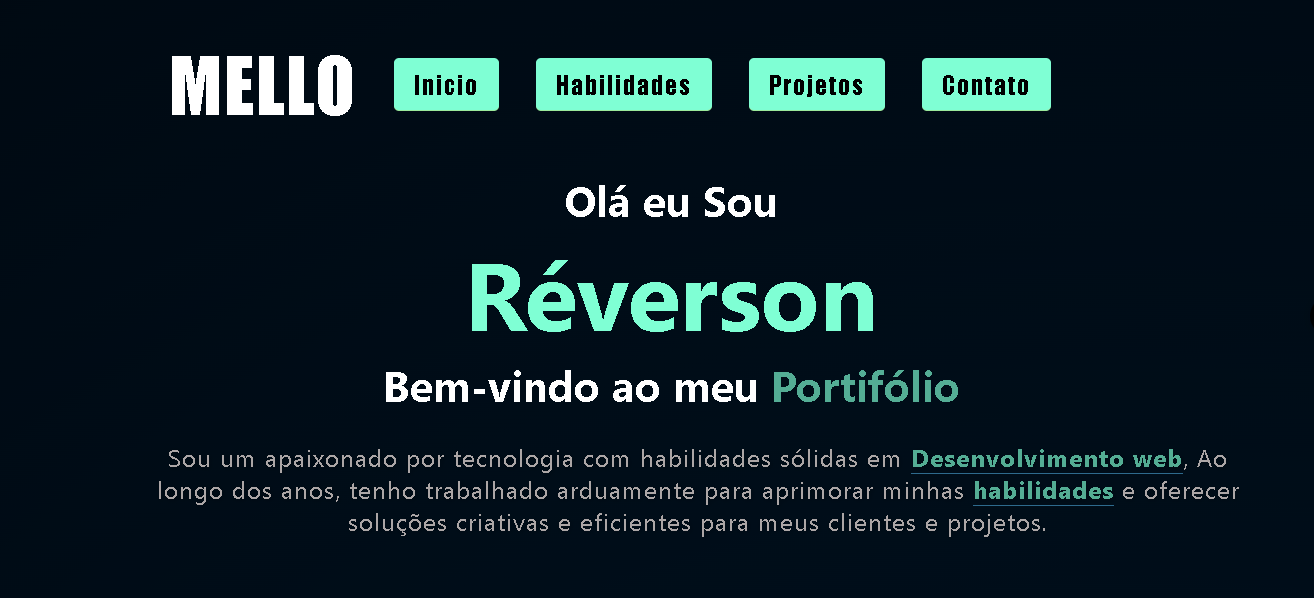 MELLO Inicio Habilidades Projetos Contato
Olá eu Sou
Réverson
Bem-vindo ao meu Portifólio
Sou um apaixonado por tecnologia com habilidades sólidas em Desenvolvimento web, Ao
longo dos anos, tenho trabalhado arduamente para aprimorar minhas habilidades e oferecer
soluções criativas e eficientes para meus clientes e projetos.